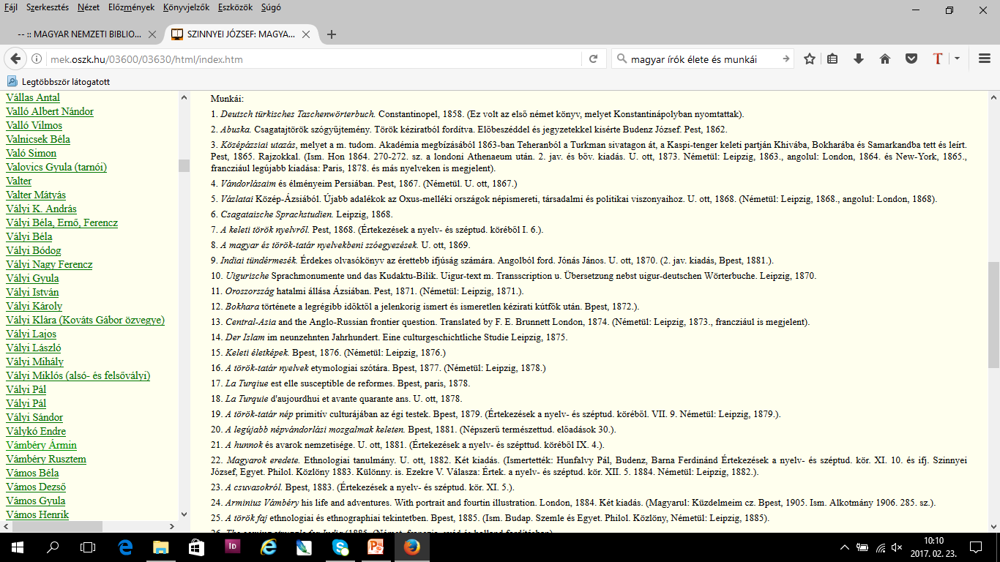 Fájl Szerkesztés Nézet Előzmények Könyvjelzők Eszközök Súgó
-- :: MAGYAR NEMZETI BIBLIO... SZINNYEI JÓZSEF: MAGYA...
mek.oszk.hu/03600/03630/html/index.htm magyar írók élete és munkái
Legtöbbször látogatott
Vállas Antal
Valló Albert Nándor
Valló Vilmos
Valnicsek Béla
Való Simon
Valovics Gyula (tarnói)
Valter
Valter Mátyás
Vályi K. András
Vályi Béla, Ernő, Ferencz
Vályi Béla
Vályi Bódog
Vályi Nagy Ferencz
Vályi Gyula
Vályi István
Vályi Károly
Vályi Klára (Kováts Gábor özvegye)
Vályi Lajos
Vályi László
Vályi Mihály
Vályi Miklós (alsó- és felsővályi)
Vályi Pál
Vályi Pál
Vályi Sándor
Válykó Endre
Vámbéry Ármin
Vámbéry Rusztem
Vámos Béla
Vámos Dezső
Vámos Gyula
Vámos Henrik
Munkái:
1. Deutsch türkisches Taschenwörterbuch. Constantinopel, 1858. (Ez volt az első német könyv, melyet Konstantinápolyban nyomtattak).
2. Abuska. Csagatajtörök szógyűjtemény. Török kéziratból fordítva. Előbeszéddel és jegyzetekkel kisérte Budenz József. Pest, 1862.
3. Középázsiai utazás, melyet a m. tudom. Akadémia megbízásából 1863-ban Teheranból a Turkman sivatagon át, a Kaspi-tenger keleti partján Khivába, Bokharába és Samarkandba tett és leírt.
Pest, 1865. Rajzokkal. (Ism. Hon 1864. 270-272. sz. a londoni Athenaeum után. 2. jav. és bőv. kiadás. U. ott, 1873. Németül: Leipzig, 1863., angolul: London, 1864. és New-York, 1865.,
francziául legújabb kiadása: Paris, 1878. és más nyelveken is megjelent).
4. Vándorlásaim és élményeim Persiában. Pest, 1867. (Németül. U. ott, 1867.)
5. Vázlatai Közép-Ázsiából. Újabb adalékok az Oxus-melléki országok népismereti, társadalmi és politikai viszonyaihoz. U. ott, 1868. (Németül: Leipzig, 1868., angolul: London, 1868).
6. Csagataische Sprachstudien. Leipzig, 1868.
7. A keleti török nyelvről. Pest, 1868. (Értekezések a nyelv- és széptud. köréből I. 6.).
8. A magyar és török-tatár nyelvekbeni szóegyezések. U. ott, 1869.
9. Indiai tündérmesék. Érdekes olvasókönyv az érettebb ifjúság számára. Angolból ford. Jónás János. U. ott, 1870. (2. jav. kiadás, Bpest, 1881.).
10. Uigurische Sprachmonumente und das Kudaktu-Bilik. Uigur-text m. Transscription u. Übersetzung nebst uigur-deutschen Wörterbuche. Leipzig, 1870.
11. Oroszország hatalmi állása Ázsiában. Pest, 1871. (Németül: Leipzig, 1871.).
12. Bokhara története a legrégibb időktől a jelenkorig ismert és ismeretlen kézirati kútfők után. Bpest, 1872.).
13. Central-Asia and the Anglo-Russian frontier question. Translated by F. E. Brunnett London, 1874. (Németül: Leipzig, 1873., francziául is megjelent).
14. Der Islam im neunzehnten Jahrhundert. Eine culturgeschichtliche Studie Leipzig, 1875.
15. Keleti életképek. Bpest, 1876. (Németül: Leipzig, 1876.)
16. A török-tatár nyelvek etymologiai szótára. Bpest, 1877. (Németül: Leipzig, 1878.)
17. La Turqiue est elle susceptible de reformes. Bpest, paris, 1878.
18. La Turquie d'aujourdhui et avante quarante ans. U. ott, 1878.
19. A török-tatár nép primitív culturájában az égi testek. Bpest, 1879. (Értekezések a nyelv- és széptud. köréből. VII. 9. Németül: Leipzig, 1879.).
20. A legújabb népvándorlási mozgalmak keleten. Bpest, 1881. (Népszerű természettud. előadások 30.).
21. A hunnok és avarok nemzetisége. U. ott, 1881. (Értekezések a nyelv- és szépttud. köréből IX. 4.).
22. Magyarok eredete. Ethnologiai tanulmány. U. ott, 1882. Két kiadás. (Ismertették: Hunfalvy Pál, Budenz, Barna Ferdinánd Értekezések a nyelv- és széptud. kör. XI. 10. és ifj. Szinnyei
József, Egyet. Philol. Közlöny 1883. Különny. is. Ezekre V. Válasza: Értek. a nyelv- és széptud. kör. XII. 5. 1884. Németül: Leipzig, 1882.).
23. A csuvasokról. Bpest, 1883. (Értekezések a nyelv- és széptud. kör. XI. 5.).
24. Arminius Vámbéry his life and adventures. With portrait and fourtin illustration. London, 1884. Két kiadás. (Magyarul: Küzdelmeim cz. Bpest, 1905. Ism. Alkotmány 1906. 285. sz.).
25. A török faj ethnologiai és ethnographiai tekintetben. Bpest, 1885. (Ism. Budap. Szemle és Egyet. Philol. Közlöny, Németül: Leipzig, 1885).
26. The coming struggle for India (1885. (Német, franczia, svéd és holland fordításban).
10:10
2017. 02. 23.